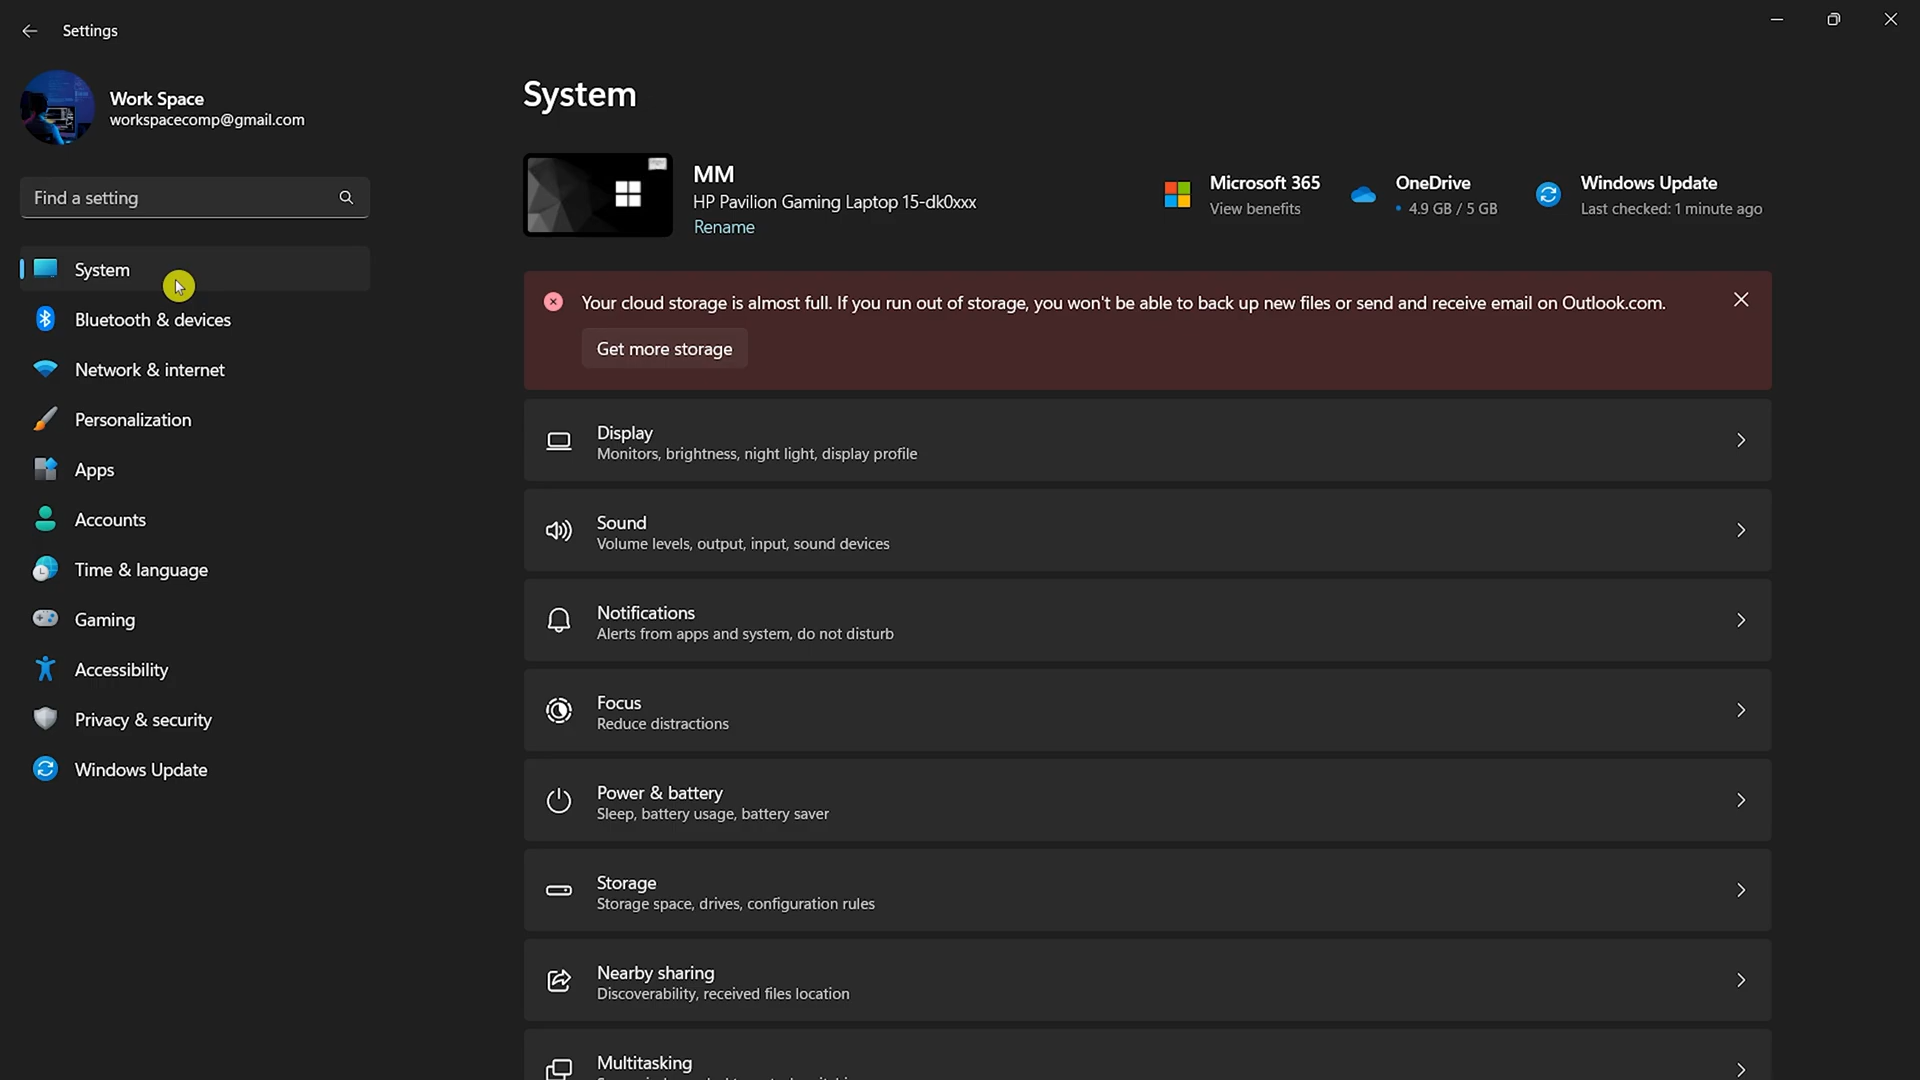 Settings
Work Space
workspacecomp@gmail.com
Find a setting
System
Bluetooth & devices
Network & internet
Personalization
Apps
Accounts
Time & language
Gaming
Accessibility
Privacy & security
Windows Update
System
MM
HP Pavilion Gaming Laptop 15-dk0xxx
Rename
Microsoft 365
View benefits
OneDrive
• 4.9 GB / 5 GB
Windows Update
Last checked: 1 minute ago
Your cloud storage is almost full. If you run out of storage, you won't be able to back up new files or send and receive email on Outlook.com.
Get more storage
Display
Monitors, brightness, night light, display profile
Sound
Volume levels, output, input, sound devices
Notifications
Alerts from apps and system, do not disturb
Focus
Reduce distractions
Power & battery
Sleep, battery usage, battery saver
Storage
Storage space, drives, configuration rules
Nearby sharing
Discoverability, received files location
Multitasking